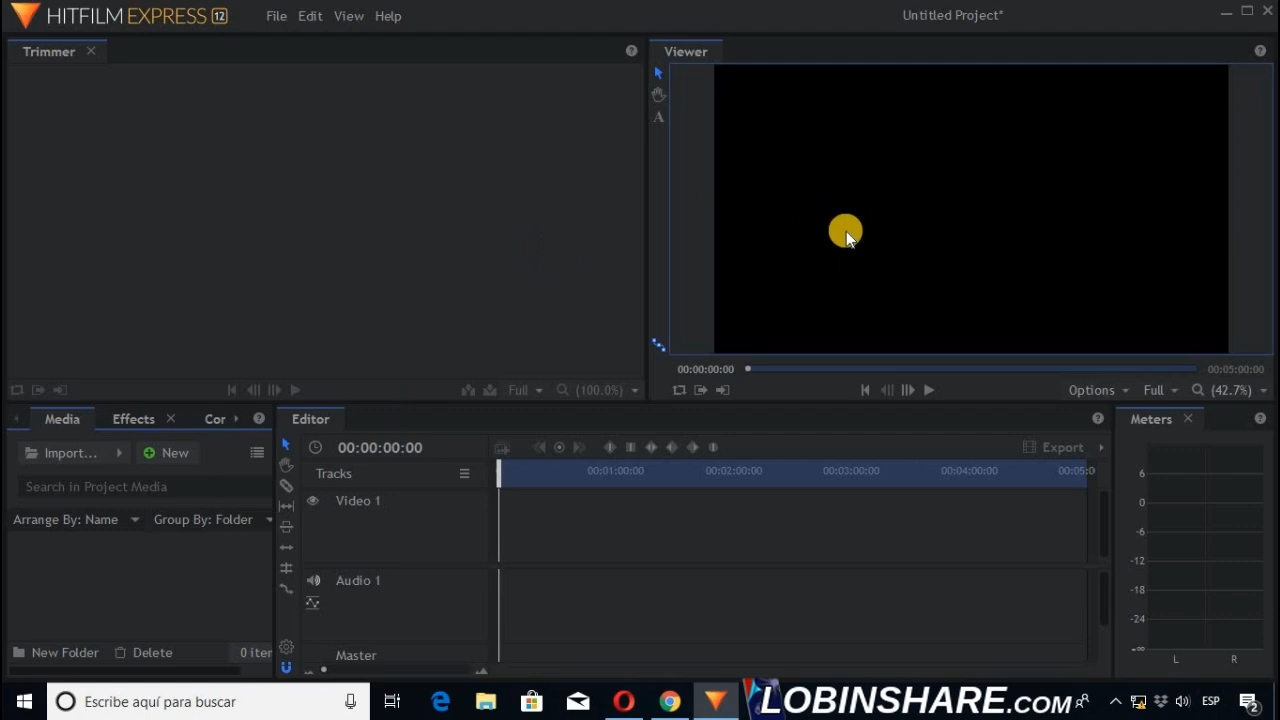 HITFILM EXPRESS 12
File Edit View Help
Untitled Project*
Trimmer
Viewer
A
Full (100.0%)
00:00:00:00
00:05:00:00
Options Full (42.7%)
Media Effects Cor
Editor
Meters
Import... New
00:00:00:00
Export
Search in Project Media
Tracks
00:01:00:00 00:02:00:00 00:03:00:00 00:04:00:00 00:05:0
Arrange By: Name Group By: Folder
Video 1
Audio 1
Master
6
0
-6
-12
-18
-24
-∞
L R
New Folder Delete 0 iter
Escribe aquí para buscar
LOBINSHARE.COM
ESP
2